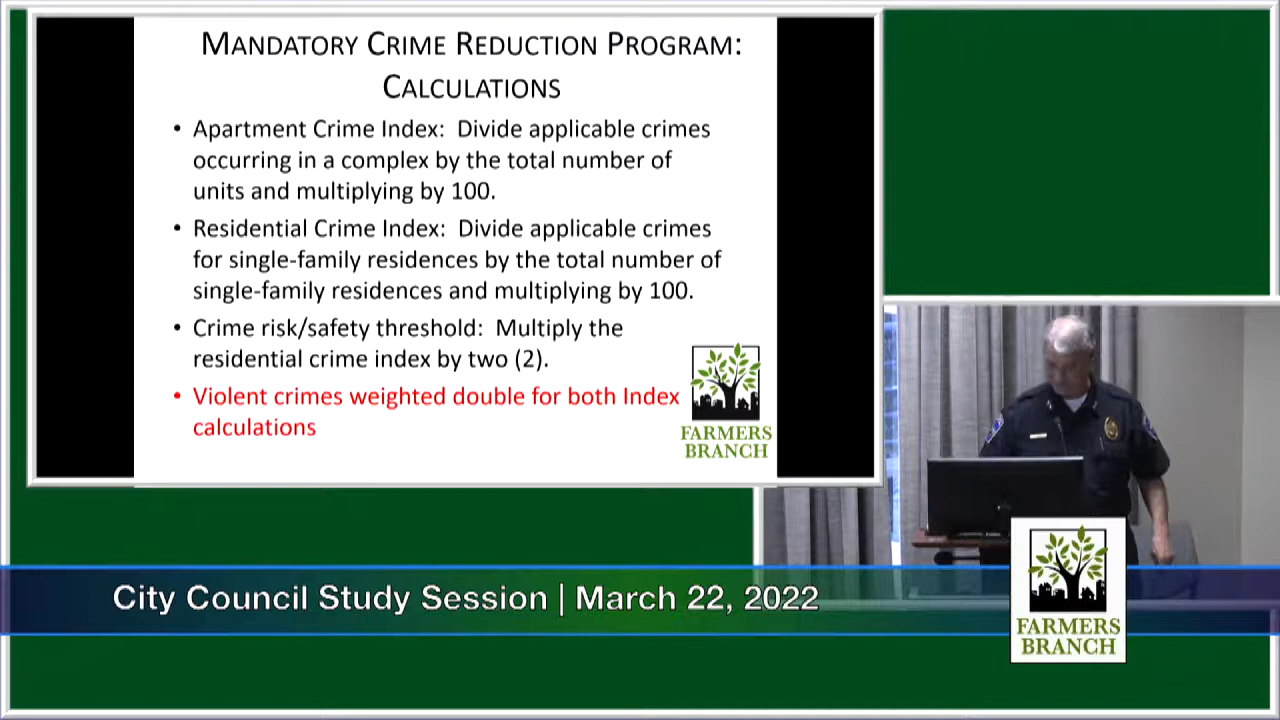 MANDATORY CRIME REDUCTION PROGRAM:
CALCULATIONS
• Apartment Crime Index:  Divide applicable crimes
occurring in a complex by the total number of
units and multiplying by 100.
• Residential Crime Index:  Divide applicable crimes
for single-family residences by the total number of
single-family residences and multiplying by 100.
• Crime risk/safety threshold:  Multiply the
residential crime index by two (2).
• Violent crimes weighted double for both Index
calculations
FARMERS
BRANCH
City Council Study Session | March 22, 2022
FARMERS
BRANCH